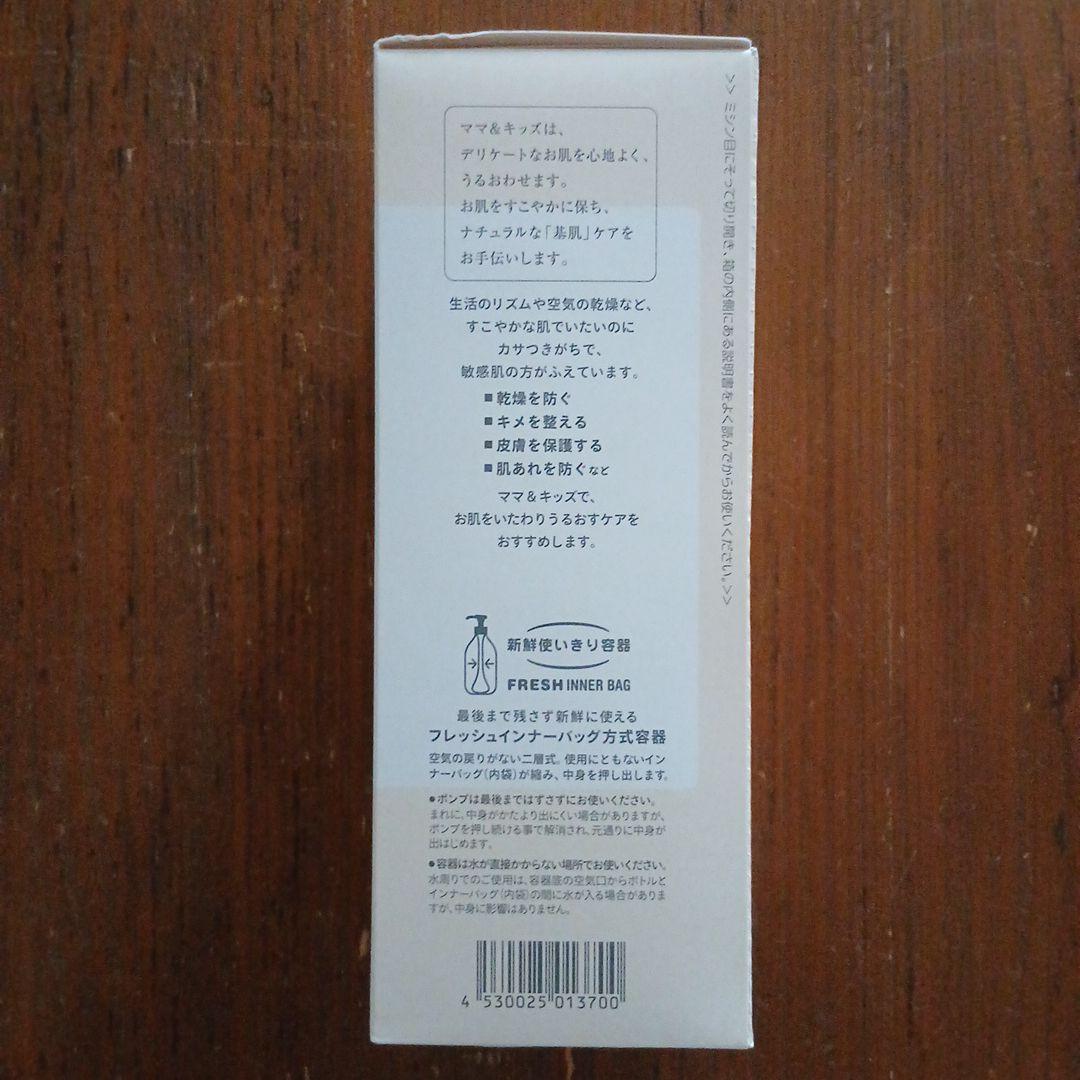 ママ&キッズは、
デリケートなお肌を心地よく、
うるおわせます。
お肌をすこやかに保ち、
ナチュラルな「基肌」ケアを
お手伝いします。
生活のリズムや空気の乾燥など、
すこやかな肌でいたいのに
カサつきがちで、
敏感肌の方がふえています。
■乾燥を防ぐ
■キメを整える
■皮膚を保護する
■肌あれを防ぐなど
ママ&キッズで、
お肌をいたわりうるおすケアを
おすすめします。
新鮮使いきり容器
FRESH INNER BAG
最後まで残さず新鮮に使える
フレッシュインナーバッグ方式容器
空気の戻りがない二層式。使用にともないイン
ナーバッグ(内袋)が縮み、中身を押し出します。
●ポンプは最後まではずさずにお使いください。
まれに、中身がかたより出にくい場合がありますが、
ポンプを押し続ける事で解消され、元通りに中身が
出はじめます。
●容器は水が直接かからない場所でお使いください。
水周りでのご使用は、容器底の空気口からボトルと
インナーバッグ(内袋)の間に水が入る場合がありま
すが、中身に影響はありません。
4 530025 013700
>> ミシン目にそって切り開き、箱の内側にある説明書をよく読んでからお使いください。>>